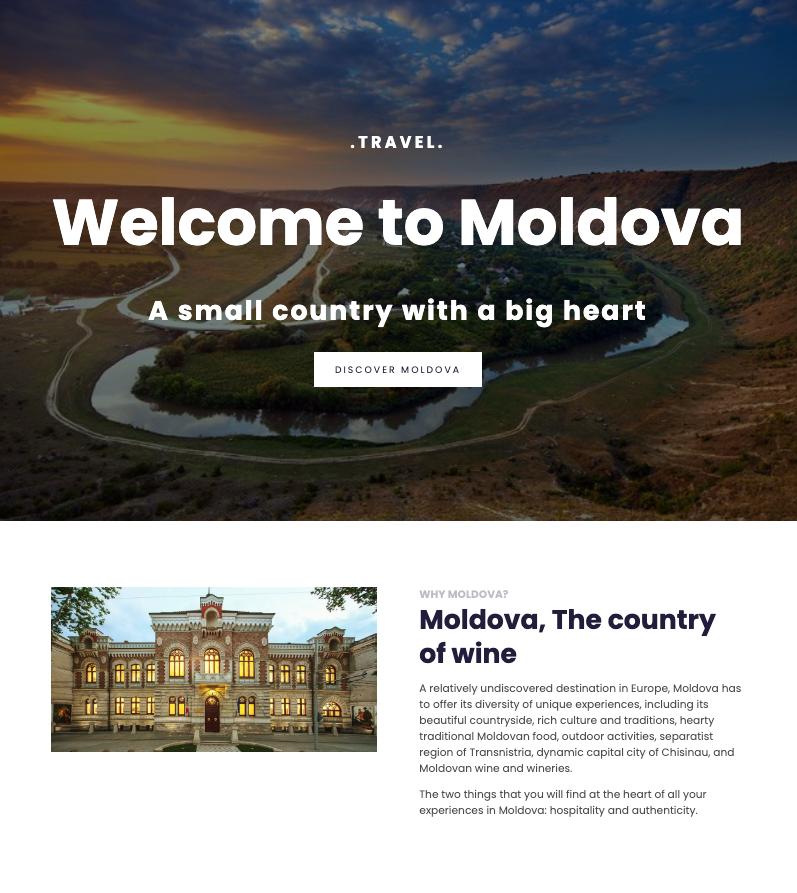 .TRAVEL.
Welcome to Moldova
A small country with a big heart
DISCOVER MOLDOVA
WHY MOLDOVA?
Moldova, The country
of wine
A relatively undiscovered destination in Europe, Moldova has
to offer its diversity of unique experiences, including its
beautiful countryside, rich culture and traditions, hearty
traditional Moldovan food, outdoor activities, separatist
region of Transnistria, dynamic capital city of Chisinau, and
Moldovan wine and wineries.
The two things that you will find at the heart of all your
experiences in Moldova: hospitality and authenticity.